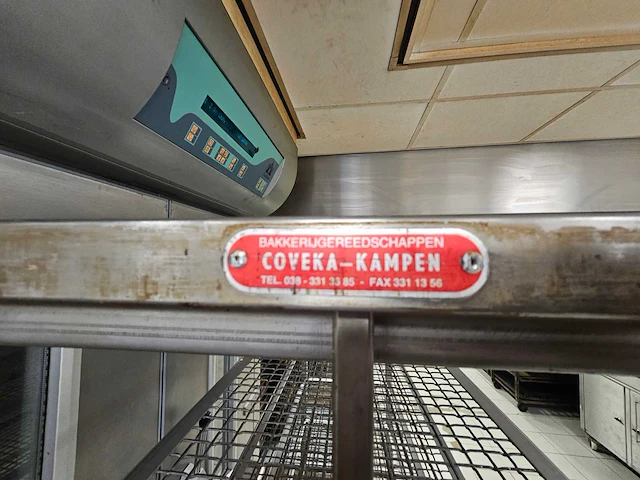 BAKKERIJGEREEDSCHAPPEN
COVEKA-KAMPEN
TEL. 038 - 331 33 85 - FAX 331 13 56